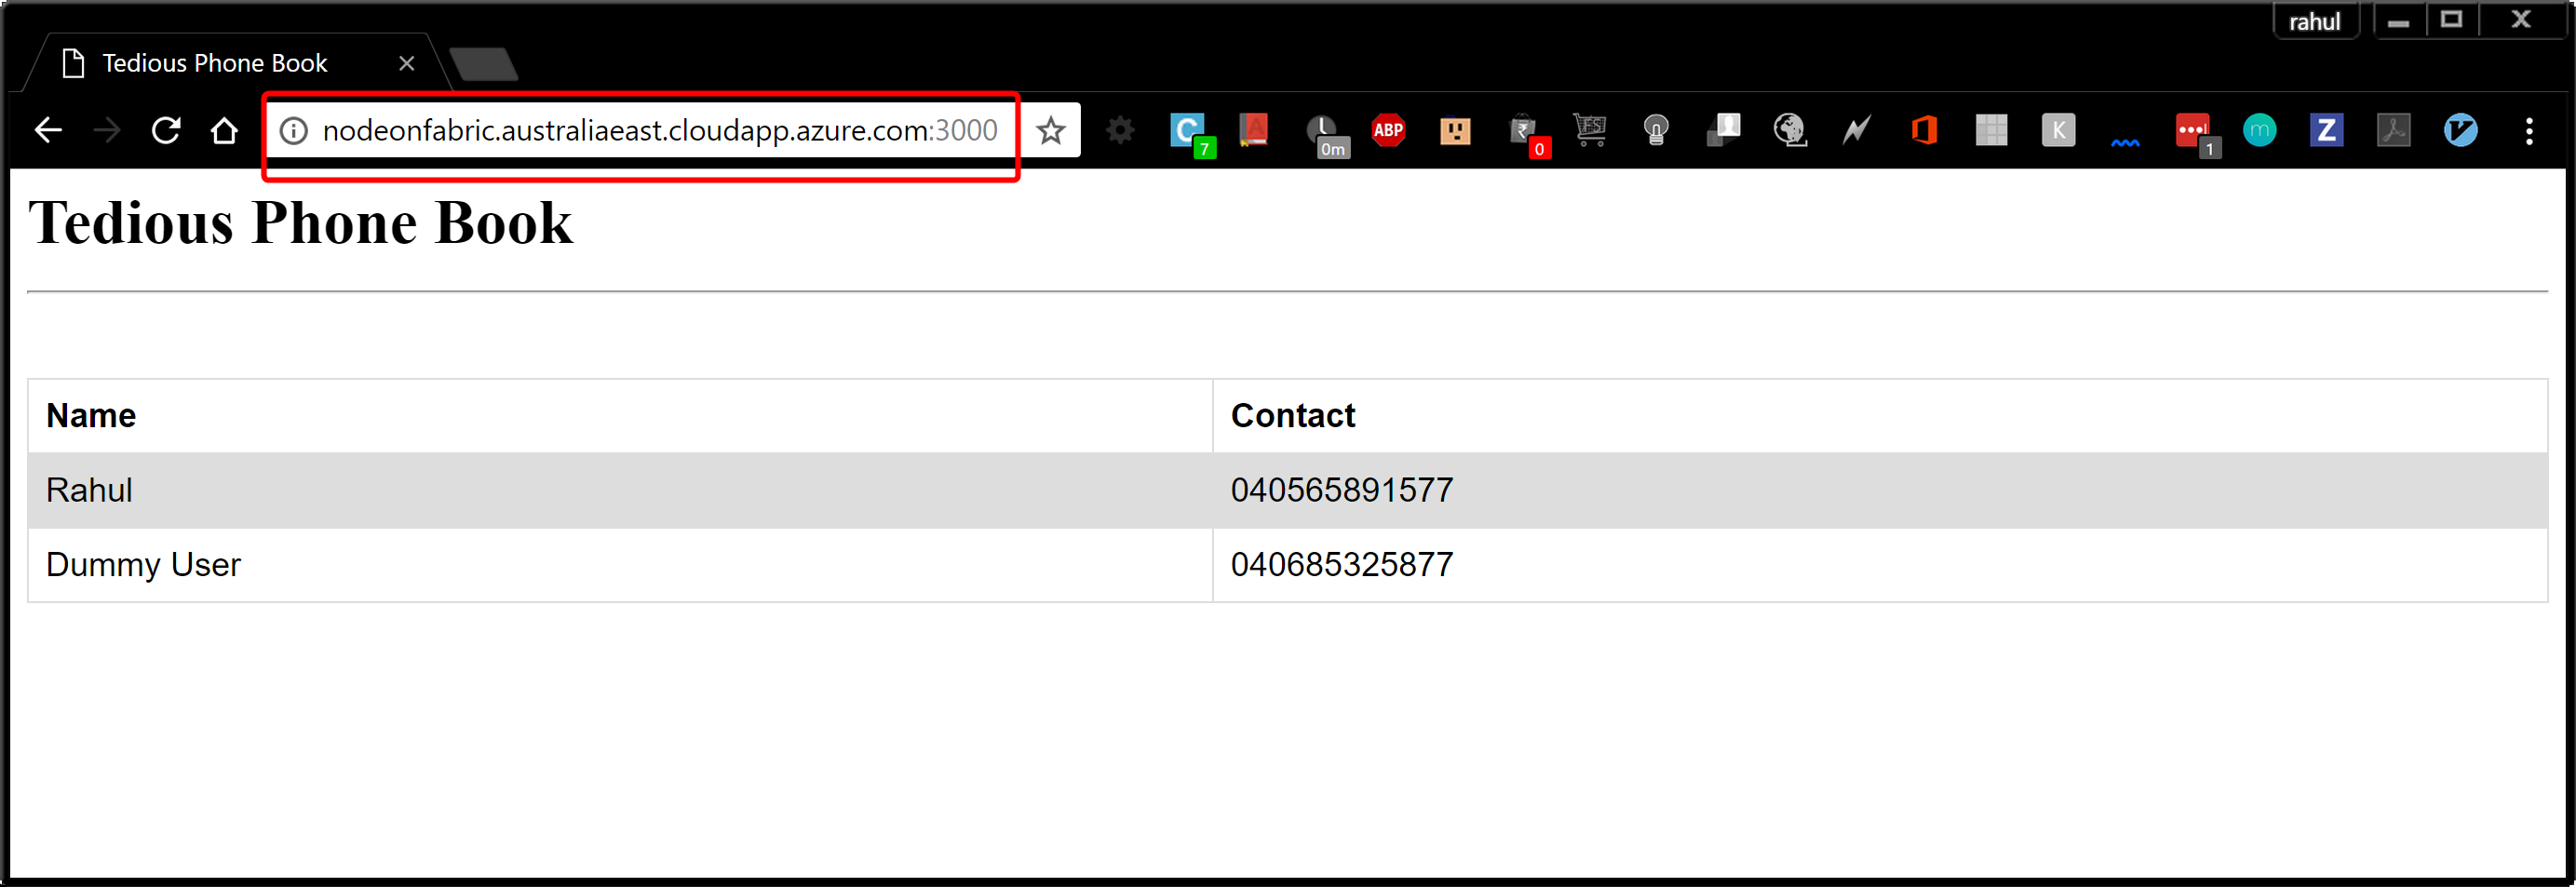 rahul
Tedious Phone Book
nodeonfabric.australiaeast.cloudapp.azure.com:3000
C 7 A 0m ABP ₹ 0 ES K 1 m Z
Tedious Phone Book
Name Contact
Rahul 040565891577
Dummy User 040685325877